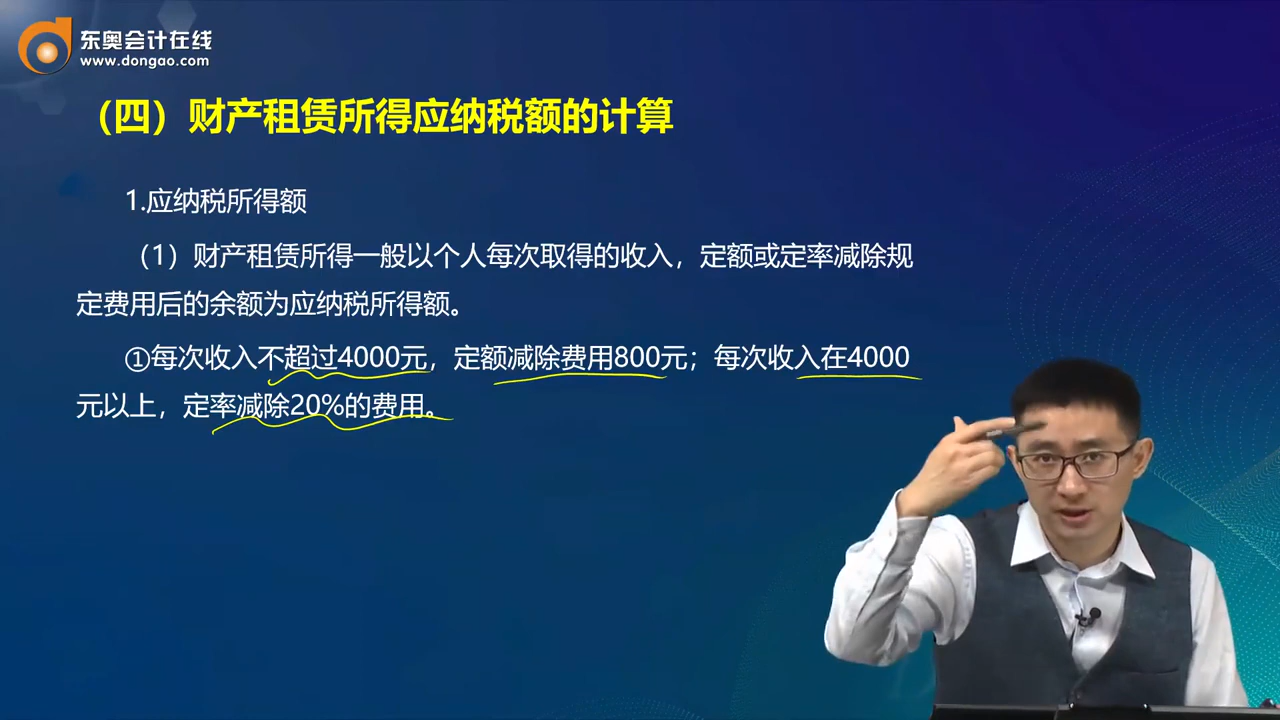 东奥会计在线
www.dongao.com
（四）财产租赁所得应纳税额的计算
1.应纳税所得额
（1）财产租赁所得一般以个人每次取得的收入，定额或定率减除规
定费用后的余额为应纳税所得额。
①每次收入不超过4000元，定额减除费用800元；每次收入在4000
元以上，定率减除20%的费用。